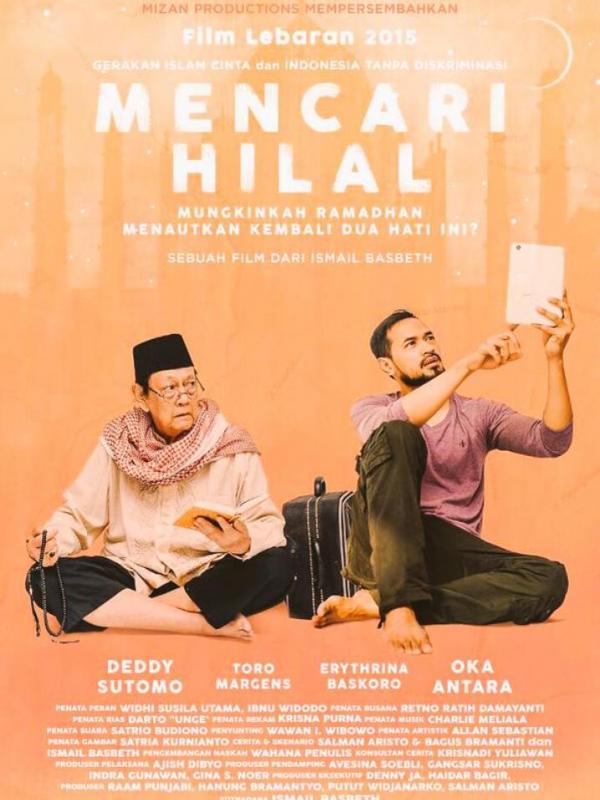 MIZAN PRODUCTIONS MEMPERSEMBAHKAN
Film Lebaran 2015
GERAKAN ISLAM CINTA dan INDONESIA TANPA DISKRIMINASI
MENCARI
HILAL
MUNGKINKAH RAMADHAN
MENAUTKAN KEMBALI DUA HATI INI?
SEBUAH FILM DARI ISMAIL BASBETH
DEDDY SUTOMO TORO MARGENS ERYTHRINA BASKORO OKA ANTARA
PENATA PERAN WIDHI SUSILA UTAMA, IBNU WIDODO PENATA BUSANA RETNO RATIH DAMAYANTI
PENATA RIAS DARTO "UNGE" PENATA REKAM KRISNA PURNA PENATA MUSIK CHARLIE MELIALA
PENATA SUARA SATRIO BUDIONO PENYUNTING WAWAN I. WIBOWO PENATA ARTISTIK ALLAN SEBASTIAN
PENATA GAMBAR SATRIA KURNIANTO CERITA & SKENARIO SALMAN ARISTO & BAGUS BRAMANTI dan
ISMAIL BASBETH PENGEMBANGAN NASKAH WAHANA PENULIS KONSULTAN CERITA KRISNADI YULIAWAN
PRODUSER PELAKSANA AJISH DIBYO PRODUSER PENDAMPING AVESINA SOEBLI, GANGSAR SUKRISNO,
INDRA GUNAWAN, GINA S. NOER PRODUSER EKSEKUTIF DENNY JA, HAIDAR BAGIR,
PRODUSER RAAM PUNJABI, HANUNG BRAMANTYO, PUTUT WIDJANARKO, SALMAN ARISTO
SUTRADARA ISMAIL BASBETH